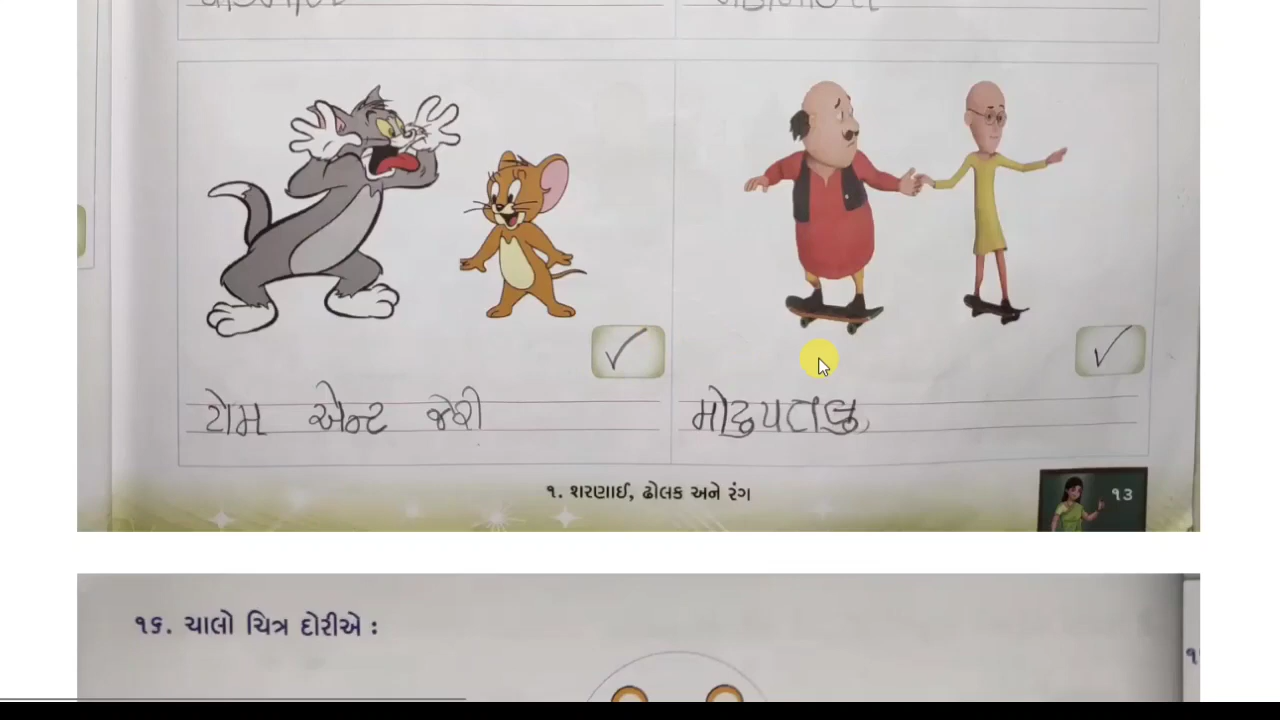 ટોમ એન્ટ જેરી
મોટુપતલુ
૧. શરણાઈ, ઢોલક અને રંગ
૧૩
૧૬. ચાલો ચિત્ર દોરીએ :